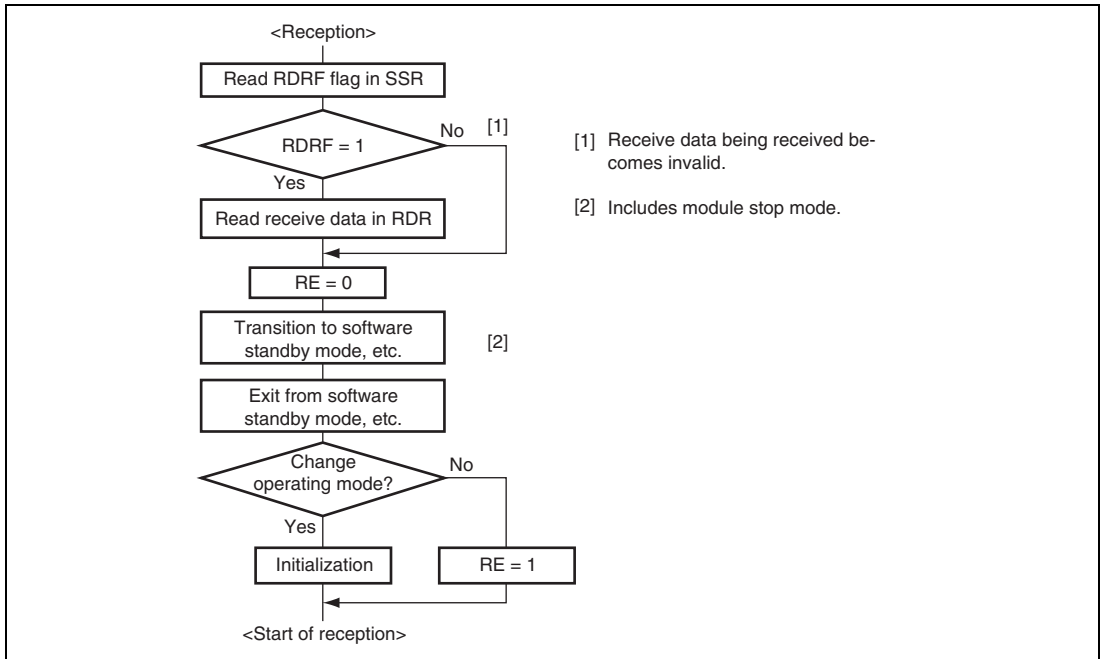 <Reception>
Read RDRF flag in SSR
RDRF = 1
No
[1]
Yes
Read receive data in RDR
RE = 0
Transition to software
standby mode, etc.
[2]
Exit from software
standby mode, etc.
Change
operating mode?
No
Yes
Initialization
RE = 1
<Start of reception>
[1] Receive data being received be-
comes invalid.
[2] Includes module stop mode.